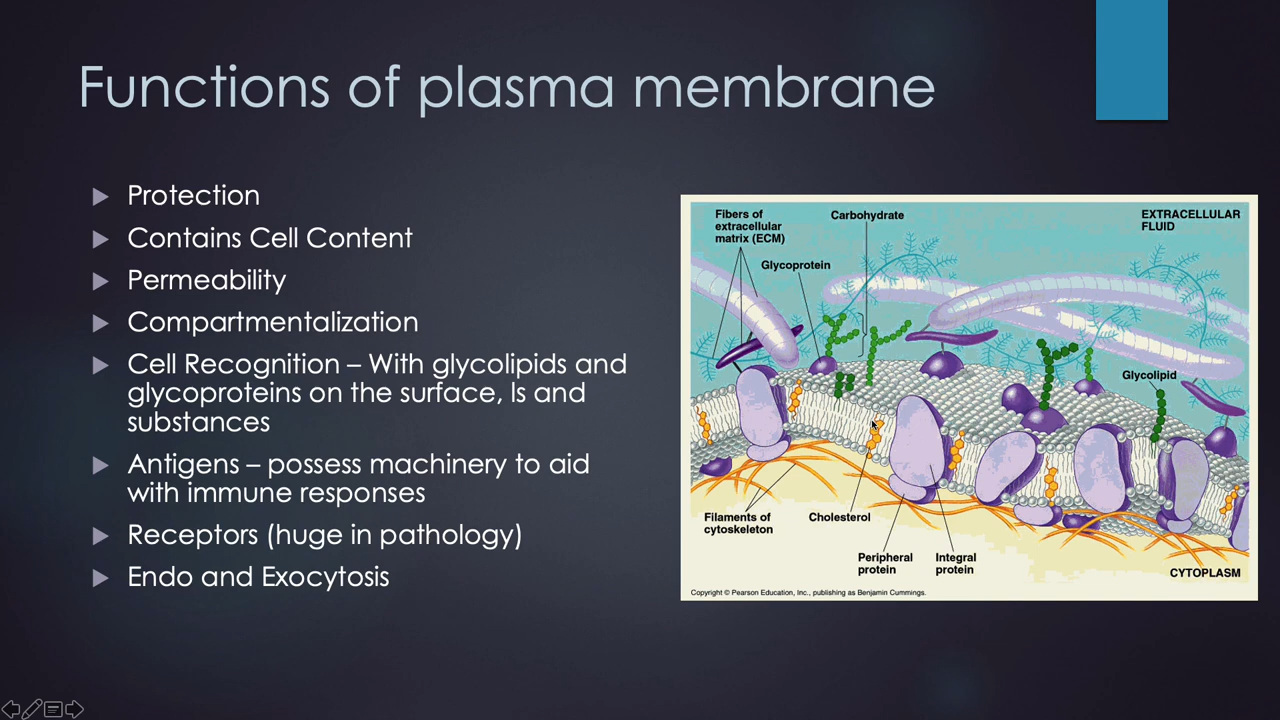 Functions of plasma membrane
Protection
Contains Cell Content
Permeability
Compartmentalization
Cell Recognition – With glycolipids and
glycoproteins on the surface, ls and
substances
Antigens – possess machinery to aid
with immune responses
Receptors (huge in pathology)
Endo and Exocytosis
Fibers of
extracellular
matrix (ECM)
Carbohydrate
EXTRACELLULAR
FLUID
Glycoprotein
Glycolipid
Filaments of
cytoskeleton
Cholesterol
Peripheral
protein
Integral
protein
CYTOPLASM
Copyright © Pearson Education, Inc., publishing as Benjamin Cummings.